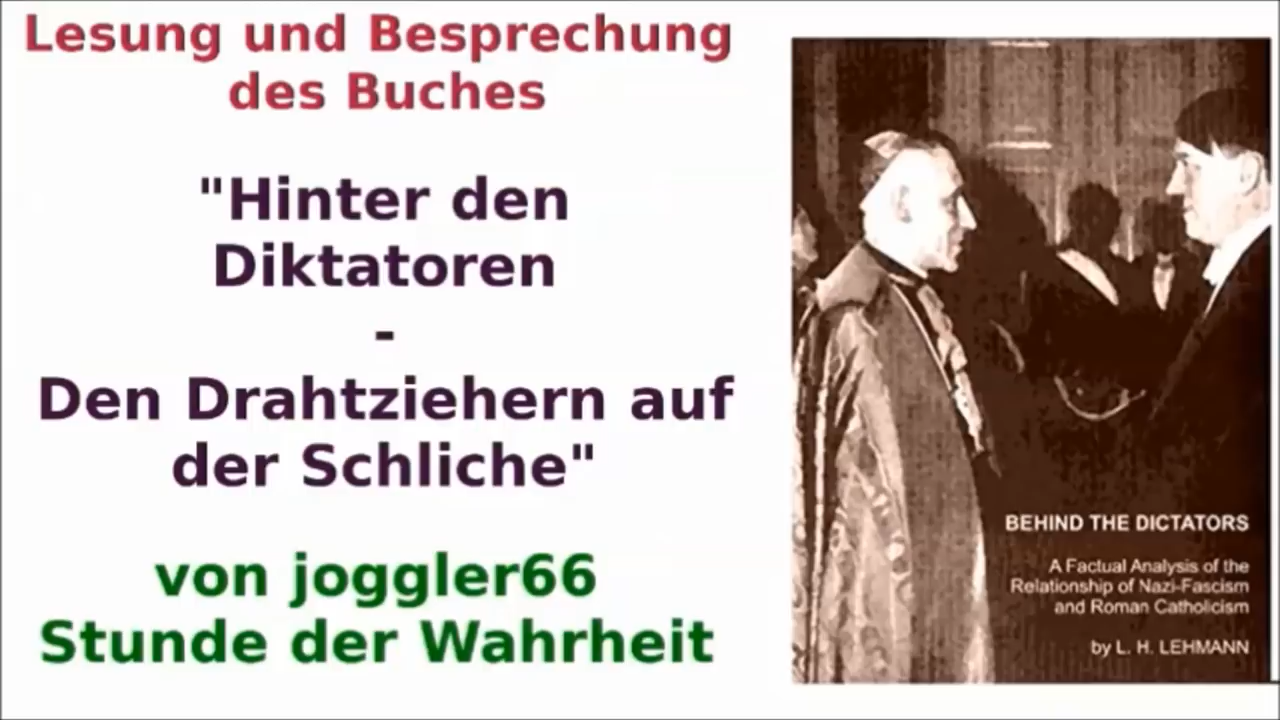 Lesung und Besprechung
des Buches
"Hinter den
Diktatoren
-
Den Drahtziehern auf
der Schliche"
von joggler66
Stunde der Wahrheit
BEHIND THE DICTATORS
A Factual Analysis of the
Relationship of Nazi-Fascism
and Roman Catholicism
by L. H. LEHMANN